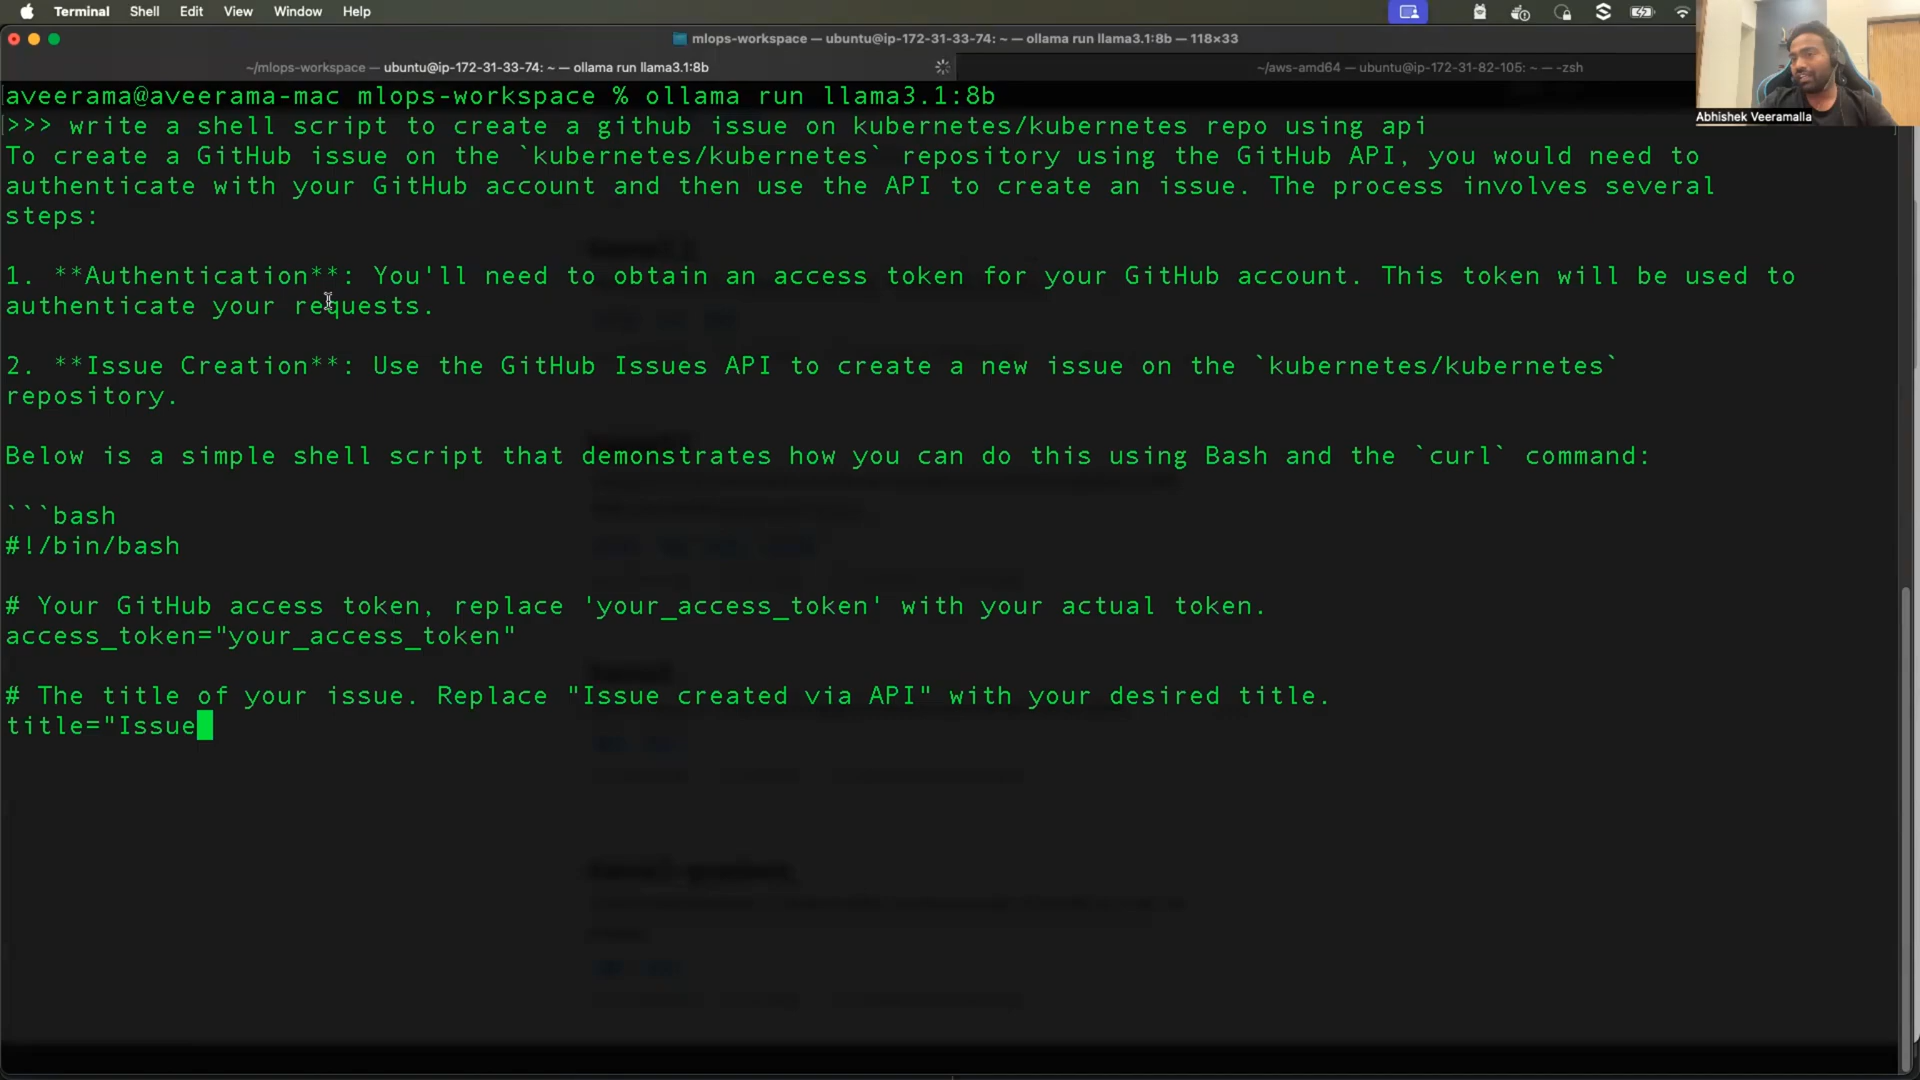 Terminal Shell Edit View Window Help
mlops-workspace — ubuntu@ip-172-31-33-74: ~ — ollama run llama3.1:8b — 118×33
~/mlops-workspace — ubuntu@ip-172-31-33-74: ~ — ollama run llama3.1:8b
~/aws-amd64 — ubuntu@ip-172-31-82-105: ~ — -zsh
Abhishek Veeramalla
aveerama@aveerama-mac mlops-workspace % ollama run llama3.1:8b
>>> write a shell script to create a github issue on kubernetes/kubernetes repo using api
To create a GitHub issue on the `kubernetes/kubernetes` repository using the GitHub API, you would need to
authenticate with your GitHub account and then use the API to create an issue. The process involves several
steps:
1. **Authentication**: You'll need to obtain an access token for your GitHub account. This token will be used to
authenticate your requests.
2. **Issue Creation**: Use the GitHub Issues API to create a new issue on the `kubernetes/kubernetes`
repository.
Below is a simple shell script that demonstrates how you can do this using Bash and the `curl` command:
```bash
#!/bin/bash
# Your GitHub access token, replace 'your_access_token' with your actual token.
access_token="your_access_token"
# The title of your issue. Replace "Issue created via API" with your desired title.
title="Issue